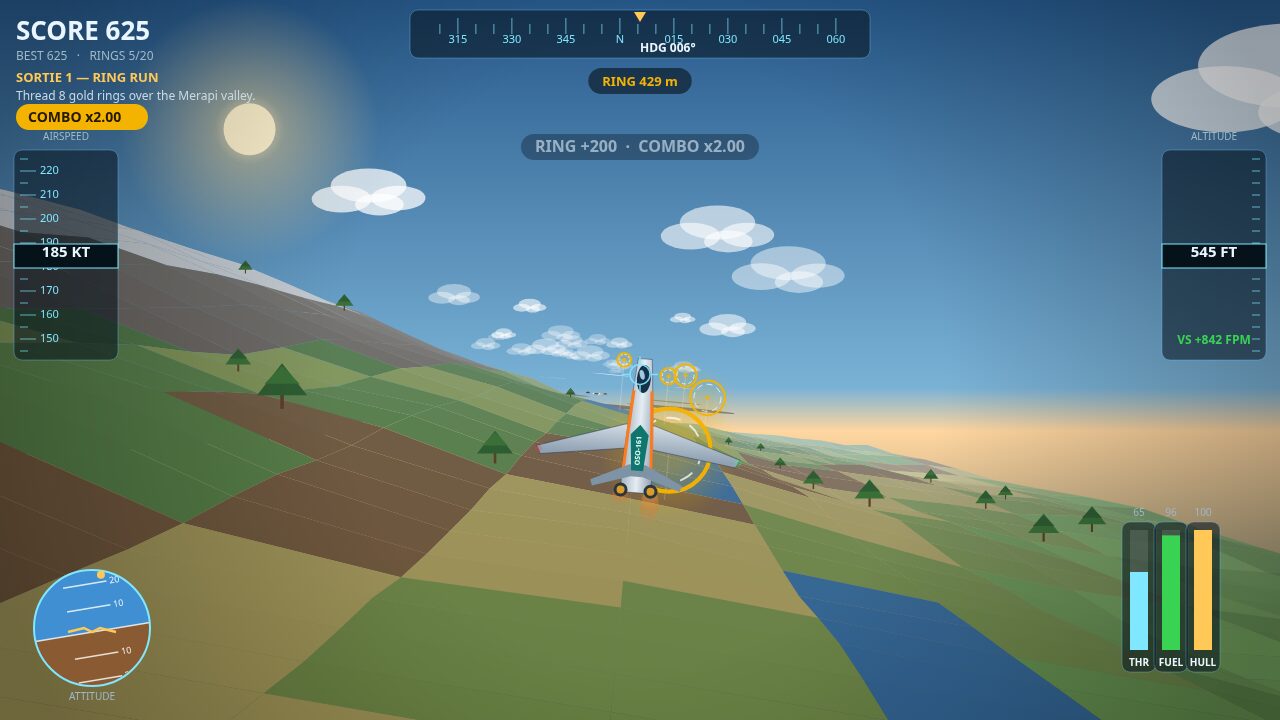 SCORE 625
BEST 625 · RINGS 5/20
SORTIE 1 — RING RUN
Thread 8 gold rings over the Merapi valley.
COMBO x2.00
315 330 345 N 015 030 045 060
HDG 006°
RING 429 m
RING +200 · COMBO x2.00
AIRSPEED
220
210
200
190
185 KT
170
160
150
ALTITUDE
545 FT
VS +842 FPM
OSO-161
20
10
10
ATTITUDE
65 96 100
THR FUEL HULL